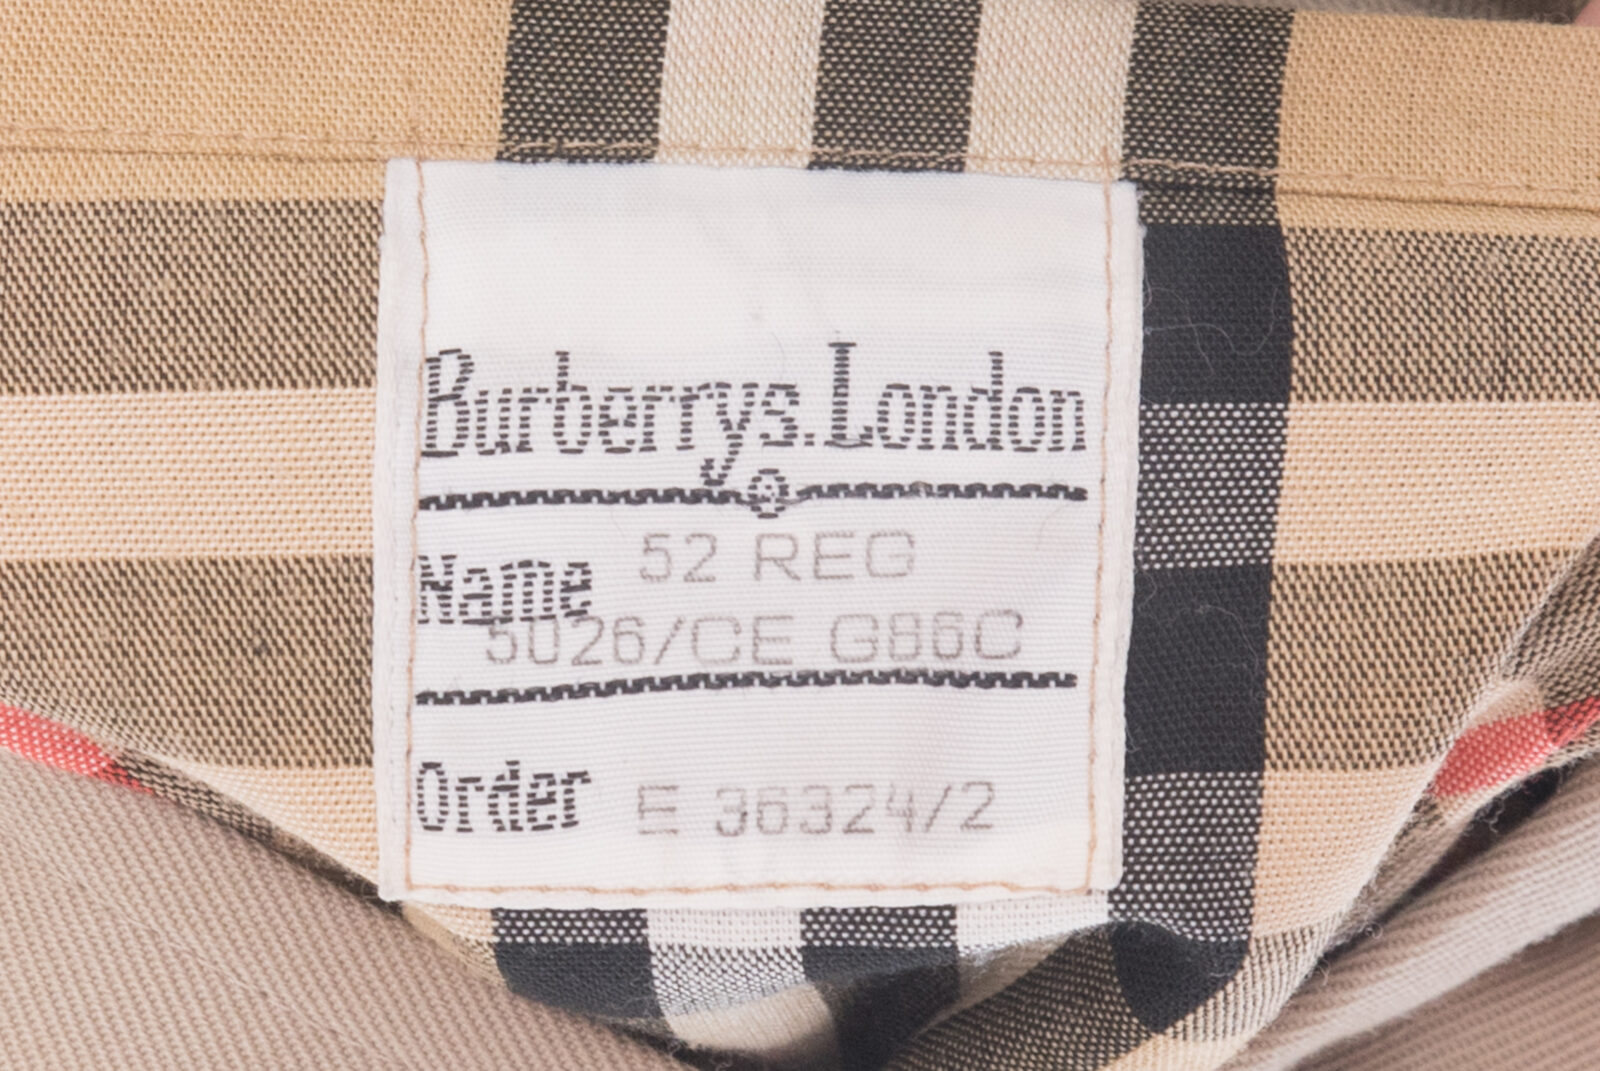 Burberrys.London
Name 52 REG
5026/CE G86C
Order E 36324/2